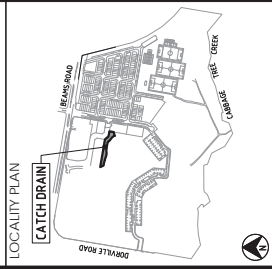 LOCALITY PLAN
CATCH DRAIN
BEAMS ROAD
DORVILLE ROAD
CABBAGE TREE CREEK
N